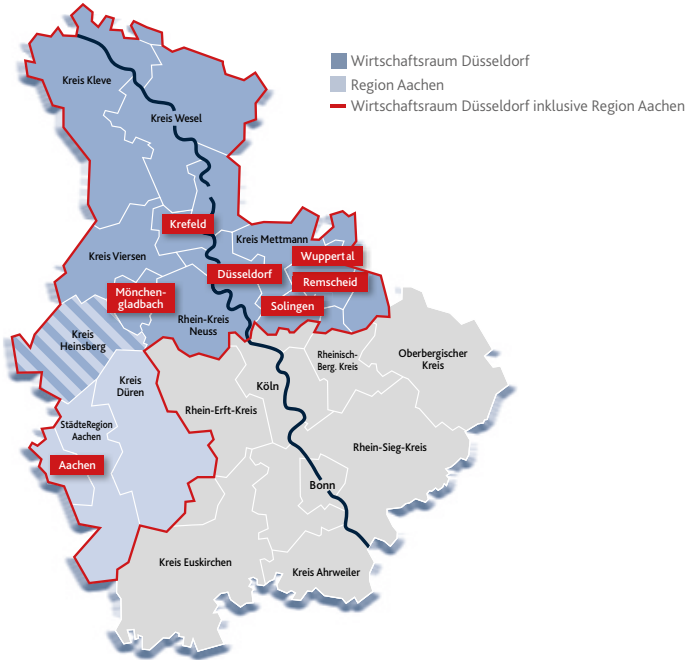 Wirtschaftsraum Düsseldorf
Region Aachen
Wirtschaftsraum Düsseldorf inklusive Region Aachen
Kreis Kleve
Kreis Wesel
Krefeld
Kreis Mettmann
Kreis Viersen
Wuppertal
Düsseldorf
Remscheid
Mönchen-
gladbach
Solingen
Rhein-Kreis
Neuss
Kreis
Heinsberg
Rheinisch-
Berg. Kreis
Oberbergischer
Kreis
Kreis
Düren
Köln
Rhein-Erft-Kreis
StädteRegion
Aachen
Rhein-Sieg-Kreis
Aachen
Bonn
Kreis Euskirchen
Kreis Ahrweiler